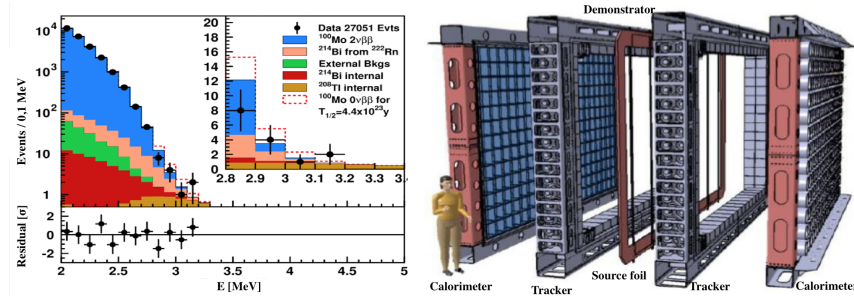 Events / 0,1 MeV
10⁴
10³
10²
10
1
Data 27051 Evts
¹⁰⁰Mo 2νββ
²¹⁴Bi from ²²²Rn
External Bkgs
²¹⁴Bi internal
²⁰⁸Tl internal
¹⁰⁰Mo 0νββ for
T₁/₂=4.4x10²³y
20
18
16
14
12
10
8
6
4
2
0
2.8 2.9 3 3.1 3.2 3.3 3.
Residual [σ]
2
0
-2
2 2.5 3 3.5 4 4.5 5
E [MeV]
Demonstrator
Calorimeter
Tracker
Source foil
Tracker
Calorimeter